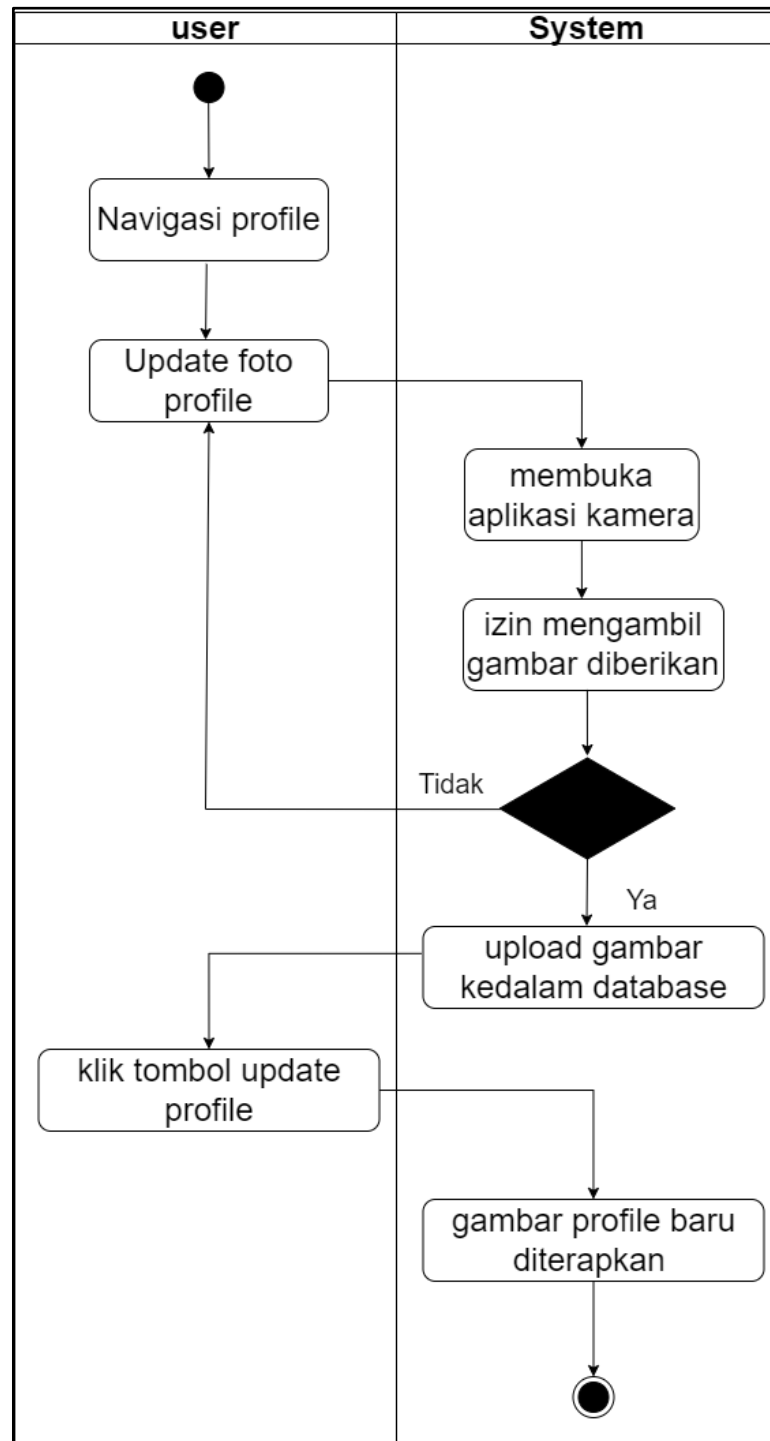 user
System
Navigasi profile
Update foto
profile
membuka
aplikasi kamera
izin mengambil
gambar diberikan
Tidak
Ya
upload gambar
kedalam database
klik tombol update
profile
gambar profile baru
diterapkan